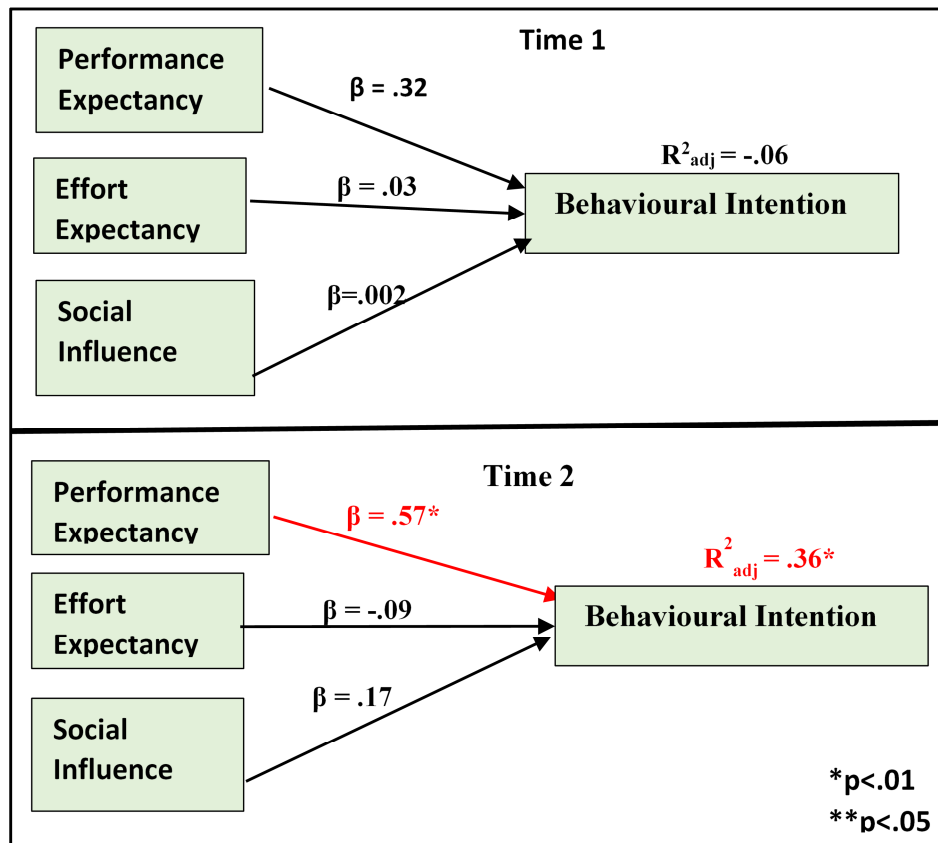 Time 1
Performance
Expectancy
β = .32
R²adj = -.06
Effort
Expectancy
β = .03
Behavioural Intention
Social
Influence
β=.002
Time 2
Performance
Expectancy
β = .57*
R²adj = .36*
Effort
Expectancy
β = -.09
Behavioural Intention
Social
Influence
β = .17
*p<.01
**p<.05